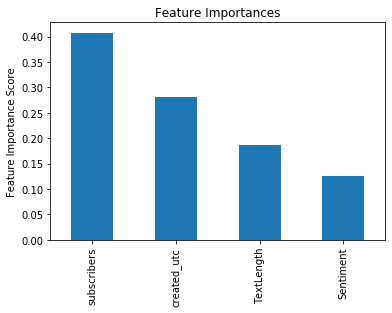 Feature Importances
Feature Importance Score
0.40
0.35
0.30
0.25
0.20
0.15
0.10
0.05
0.00
subscribers
created_utc
TextLength
Sentiment